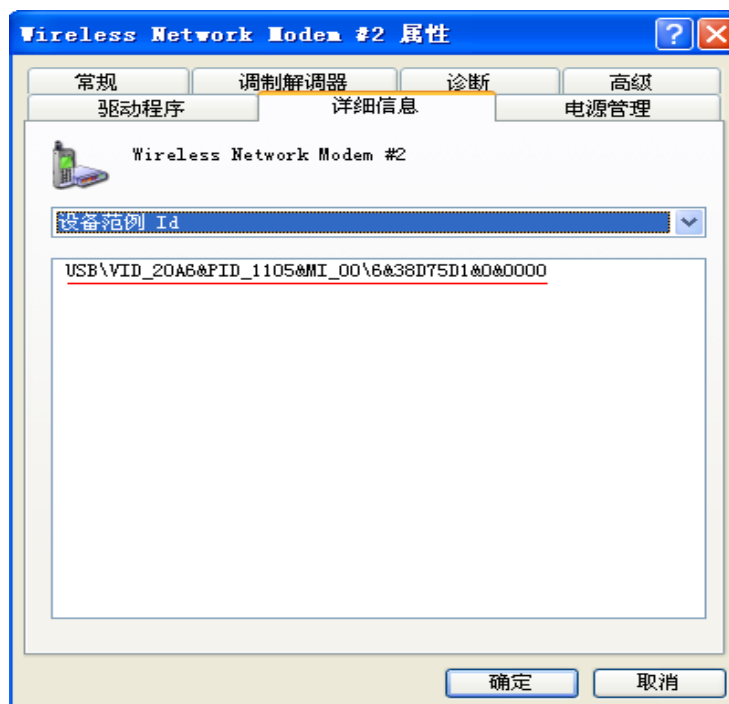 Wireless Network Modem #2 属性
常规 调制解调器 诊断 高级
驱动程序 详细信息 电源管理
Wireless Network Modem #2
设备范例 Id
USB\VID_20A6&PID_1105&MI_00\6&38D75D1&0&0000
确定 取消